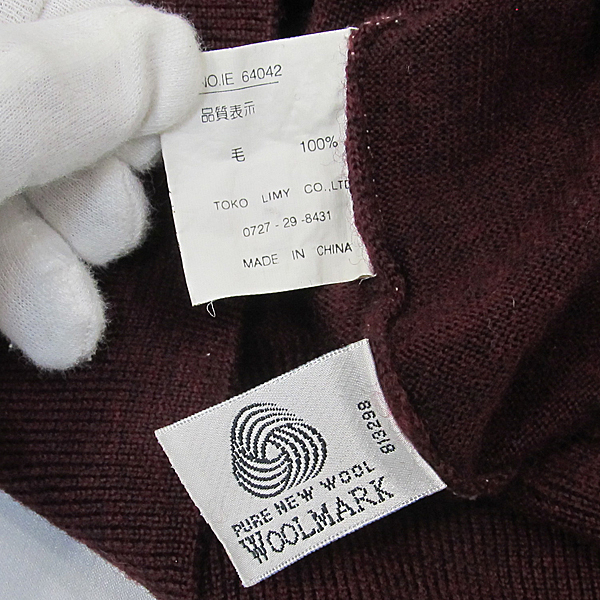 NO.IE 64042
品質表示
毛 100%
TOKO LIMY CO.,LTD
0727-29-8431
MADE IN CHINA
813298
PURE NEW WOOL
WOOLMARK